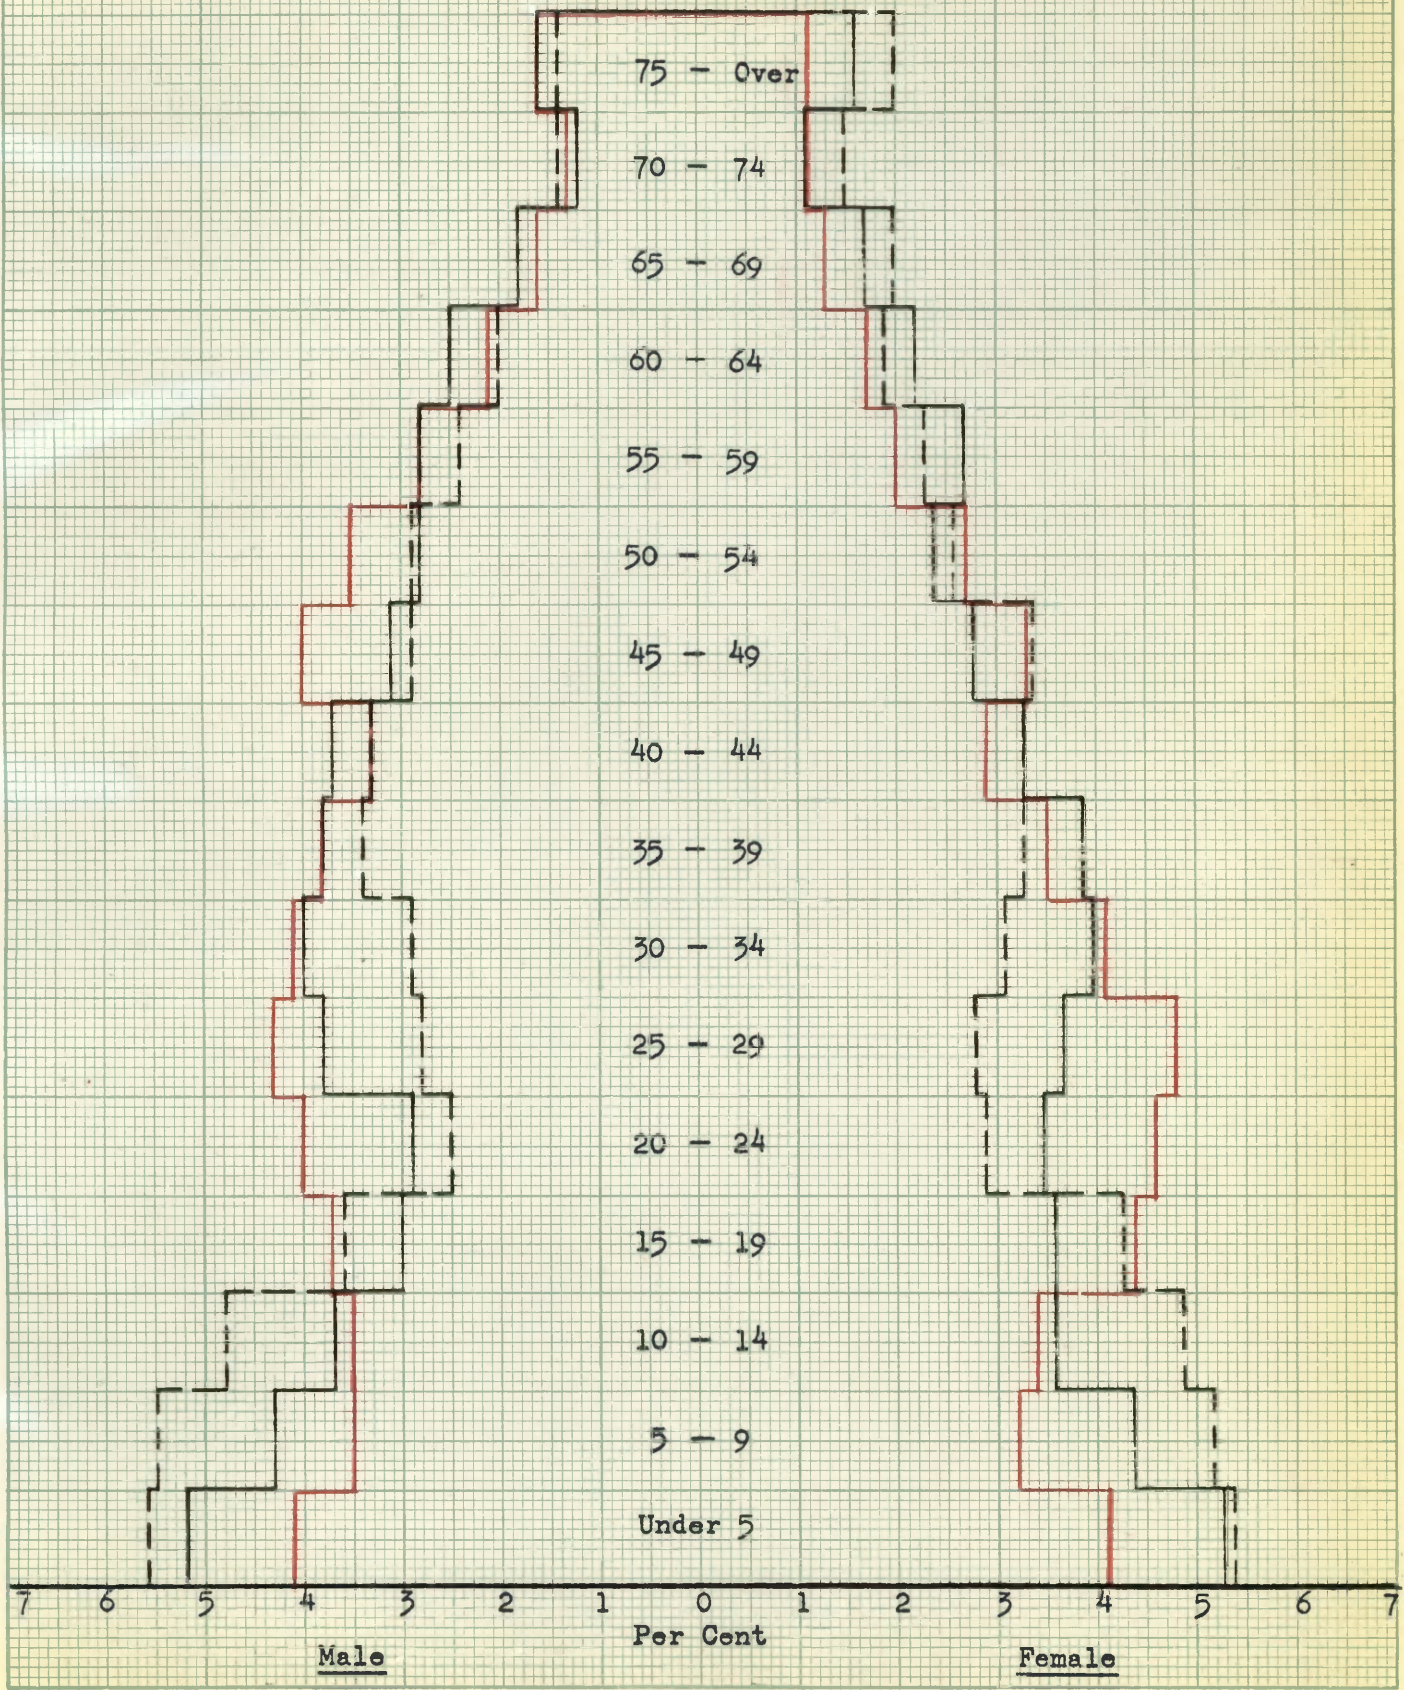 75 - Over
70 - 74
65 - 69
60 - 64
55 - 59
50 - 54
45 - 49
40 - 44
35 - 39
30 - 34
25 - 29
20 - 24
15 - 19
10 - 14
5 - 9
Under 5
7 6 5 4 3 2 1 0 1 2 3 4 5 6 7
Per Cent
Male Female